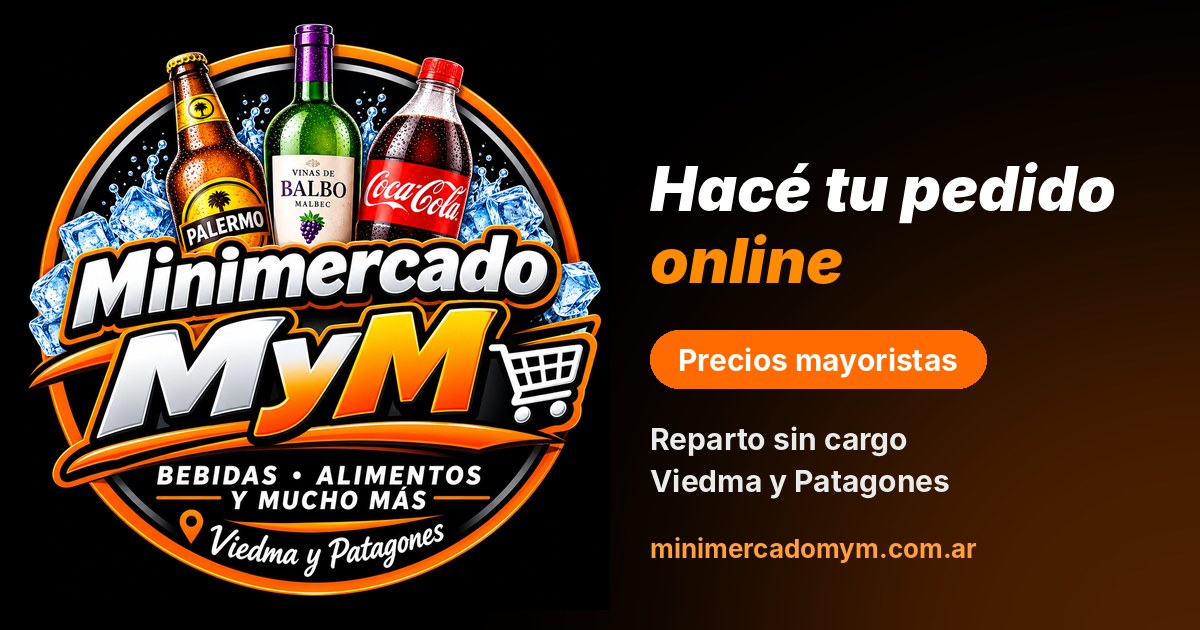 PALERMO
VINAS DE
BALBO
MALBEC
Coca-Cola
Minimercado
MyM
BEBIDAS • ALIMENTOS
Y MUCHO MÁS
Viedma y Patagones
Hacé tu pedido
online
Precios mayoristas
Reparto sin cargo
Viedma y Patagones
minimercadomym.com.ar